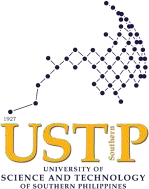 1927
USTP
Southern
UNIVERSITY OF
SCIENCE AND TECHNOLOGY
OF SOUTHERN PHILIPPINES